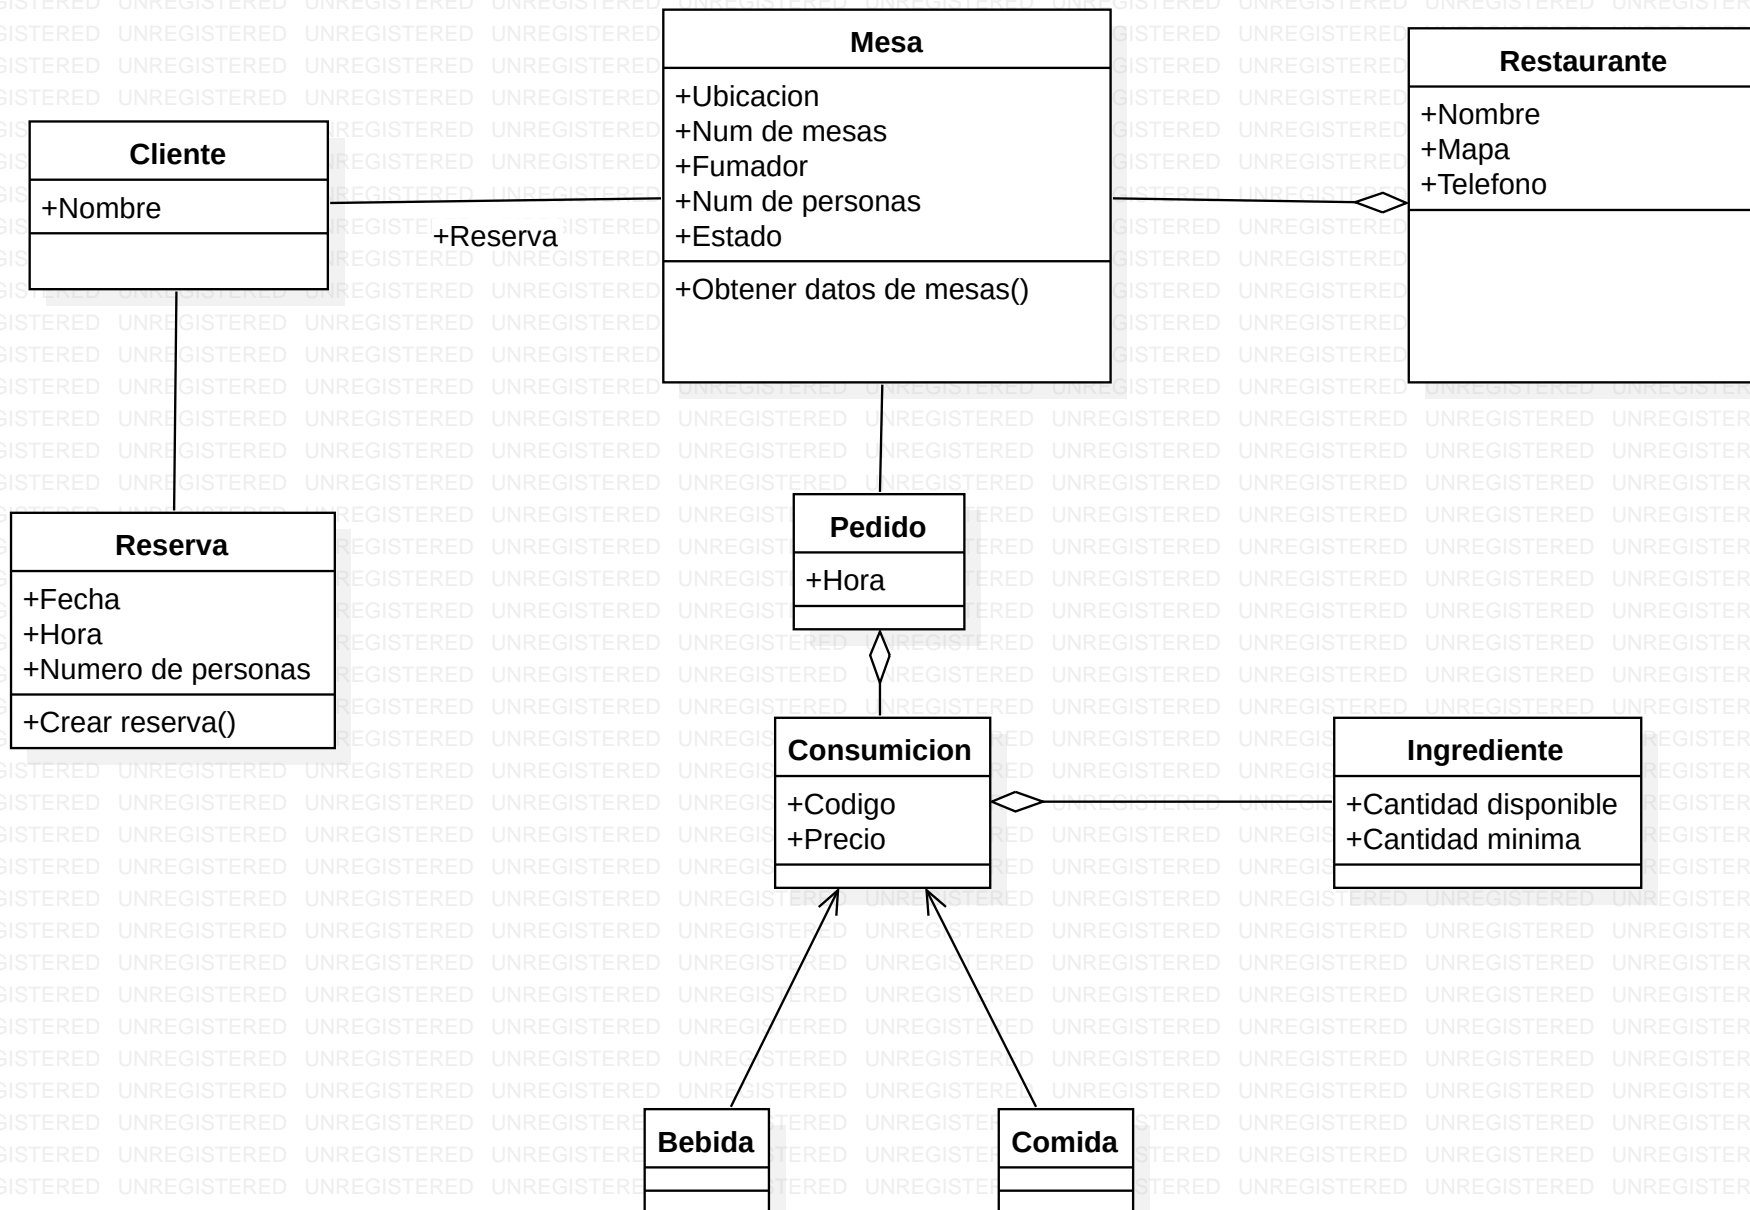 Mesa
+Ubicacion
+Num de mesas
+Fumador
+Num de personas
+Estado
+Obtener datos de mesas()
Restaurante
+Nombre
+Mapa
+Telefono
Cliente
+Nombre
+Reserva
Reserva
+Fecha
+Hora
+Numero de personas
+Crear reserva()
Pedido
+Hora
Consumicion
+Codigo
+Precio
Ingrediente
+Cantidad disponible
+Cantidad minima
Bebida
Comida
UNREGISTERED